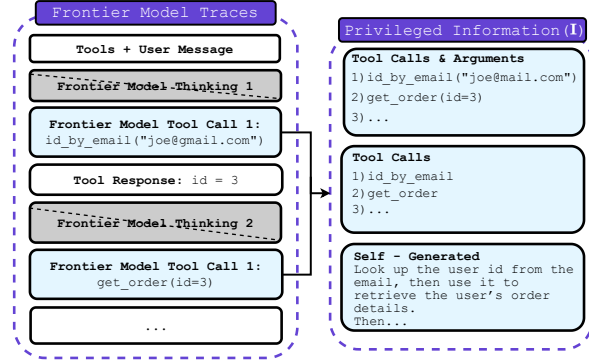 Frontier Model Traces
Tools + User Message
Frontier Model Thinking 1
Frontier Model Tool Call 1:
id_by_email("joe@gmail.com")
Tool Response: id = 3
Frontier Model Thinking 2
Frontier Model Tool Call 1:
get_order(id=3)
...
Privileged Information(I)
Tool Calls & Arguments
1)id_by_email("joe@mail.com")
2)get_order(id=3)
3)...
Tool Calls
1)id_by_email
2)get_order
3)...
Self - Generated
Look up the user id from the
email, then use it to
retrieve the user's order
details.
Then...